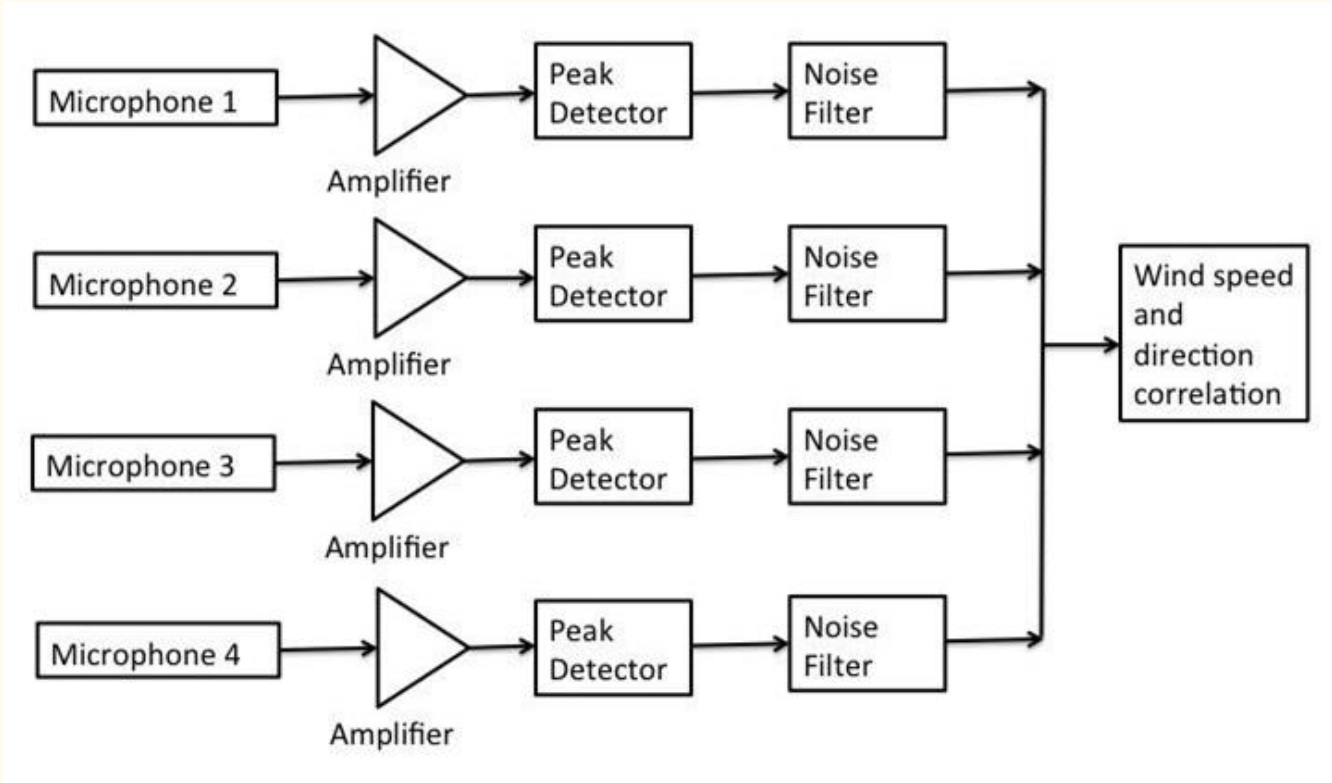 Microphone 1
Amplifier
Peak
Detector
Noise
Filter
Microphone 2
Amplifier
Peak
Detector
Noise
Filter
Microphone 3
Amplifier
Peak
Detector
Noise
Filter
Microphone 4
Amplifier
Peak
Detector
Noise
Filter
Wind speed
and
direction
correlation